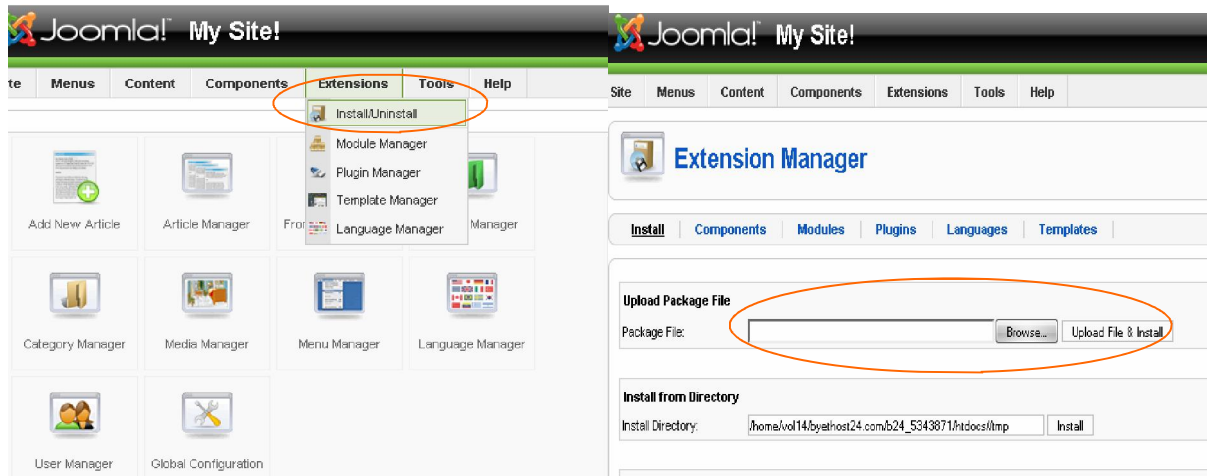 Joomla!™ My Site!
te Menus Content Components Extensions Tools Help
Install/Uninstall
Module Manager
Plugin Manager
Template Manager
Language Manager
Add New Article
Article Manager
Fro
Manager
Category Manager
Media Manager
Menu Manager
Language Manager
User Manager
Global Configuration
Joomla!™ My Site!
Site Menus Content Components Extensions Tools Help
Extension Manager
Install Components Modules Plugins Languages Templates
Upload Package File
Package File: Browse... Upload File & Install
Install from Directory
Install Directory: /home/vol14/byethost24.com/b24_5343871/htdocs//tmp Install